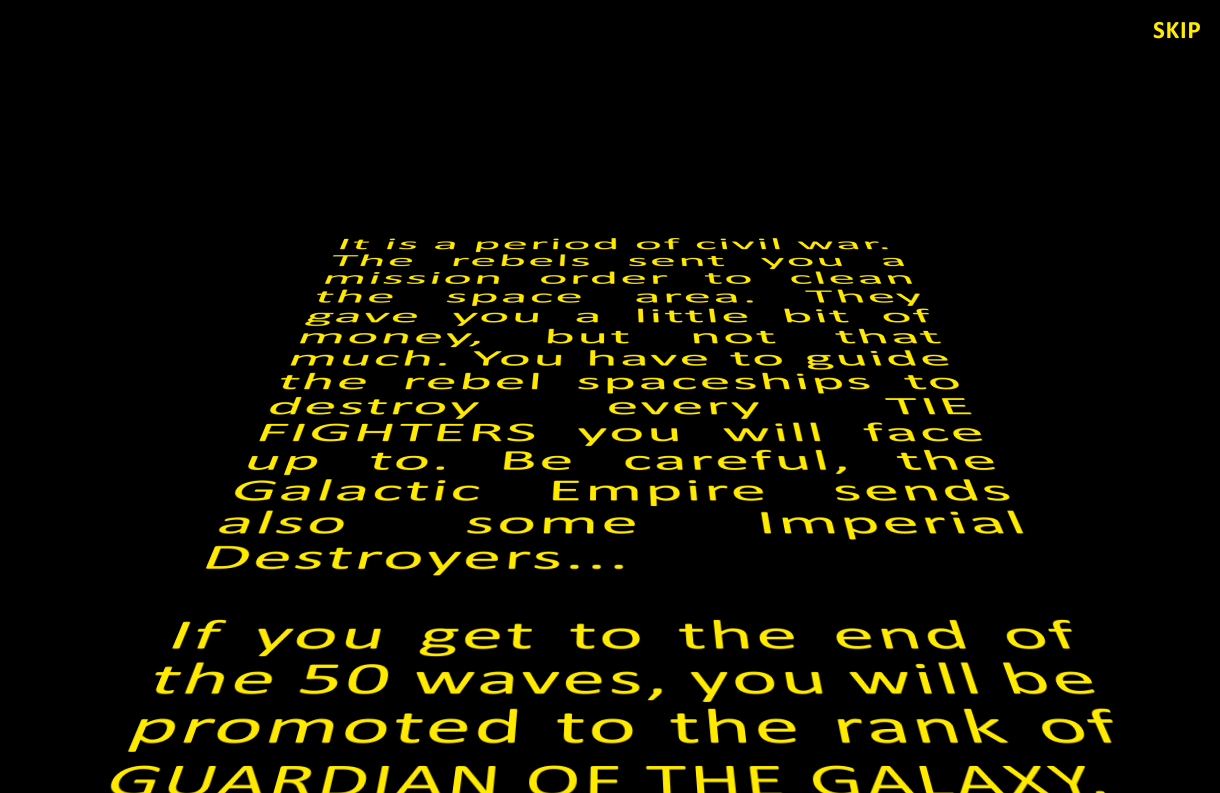 SKIP
It is a period of civil war.
The rebels sent you a
mission order to clean
the space area. They
gave you a little bit of
money, but not that
much. You have to guide
the rebel spaceships to
destroy every TIE
FIGHTERS you will face
up to. Be careful, the
Galactic Empire sends
also some Imperial
Destroyers...
If you get to the end of
the 50 waves, you will be
promoted to the rank of
GUARDIAN OF THE GALAXY.